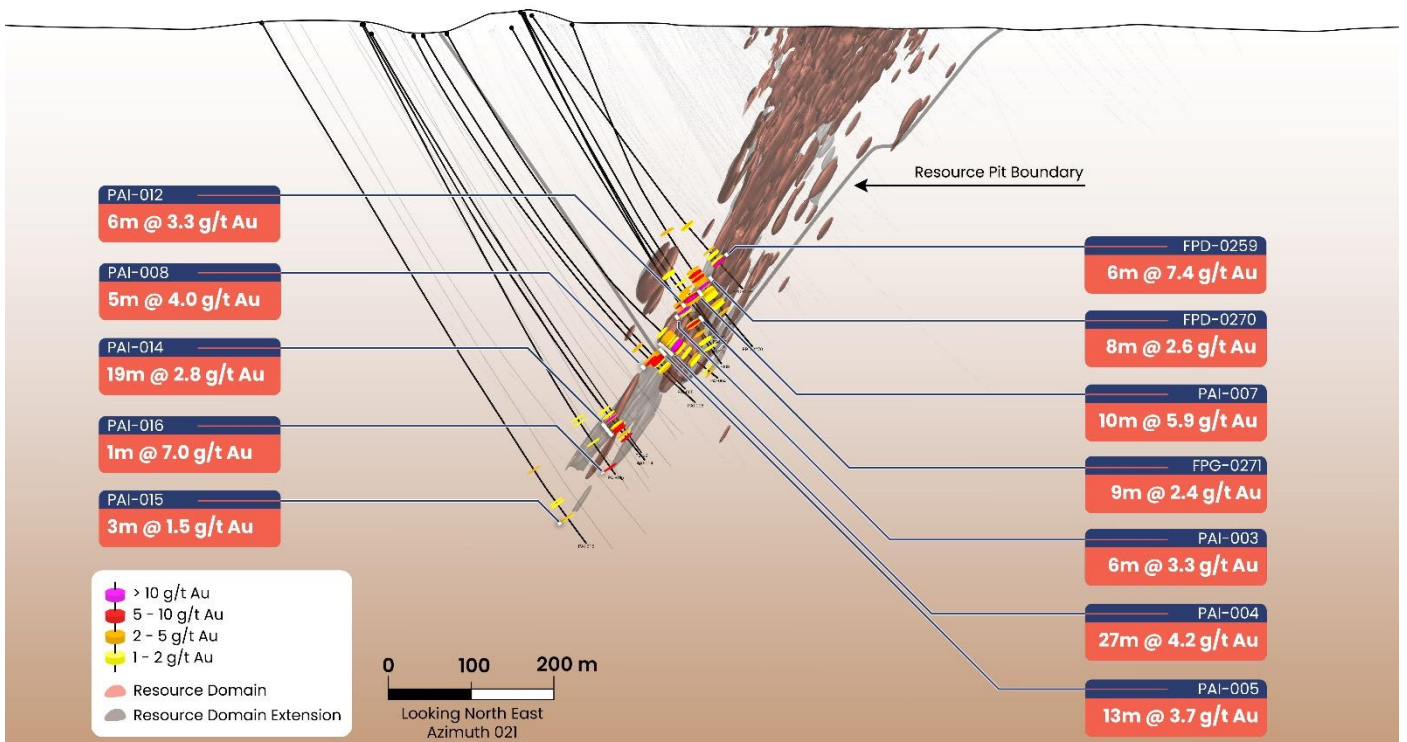 Resource Pit Boundary
PAI-012
6m @ 3.3 g/t Au
PAI-008
5m @ 4.0 g/t Au
PAI-014
19m @ 2.8 g/t Au
PAI-016
1m @ 7.0 g/t Au
PAI-015
3m @ 1.5 g/t Au
FPD-0259
6m @ 7.4 g/t Au
FPD-0270
8m @ 2.6 g/t Au
PAI-007
10m @ 5.9 g/t Au
FPG-0271
9m @ 2.4 g/t Au
PAI-003
6m @ 3.3 g/t Au
PAI-004
27m @ 4.2 g/t Au
PAI-005
13m @ 3.7 g/t Au
> 10 g/t Au
5 - 10 g/t Au
2 - 5 g/t Au
1 - 2 g/t Au
Resource Domain
Resource Domain Extension
0 100 200 m
Looking North East
Azimuth 021